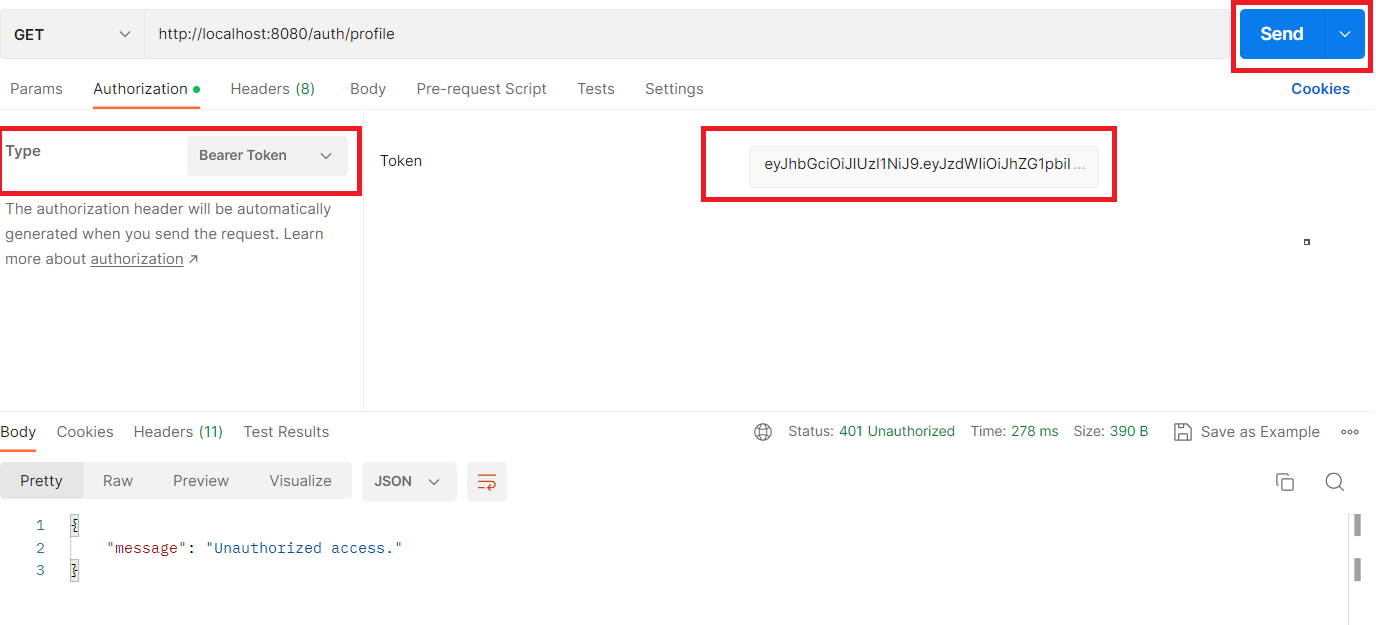 GET http://localhost:8080/auth/profile Send
Params Authorization Headers (8) Body Pre-request Script Tests Settings Cookies
Type Bearer Token
Token eyJhbGciOiJIUzI1NiJ9.eyJzdWIiOiJhZG1pbiI ...
The authorization header will be automatically
generated when you send the request. Learn
more about authorization ↗
Body Cookies Headers (11) Test Results Status: 401 Unauthorized Time: 278 ms Size: 390 B Save as Example
Pretty Raw Preview Visualize JSON
1 {
2 "message": "Unauthorized access."
3 }